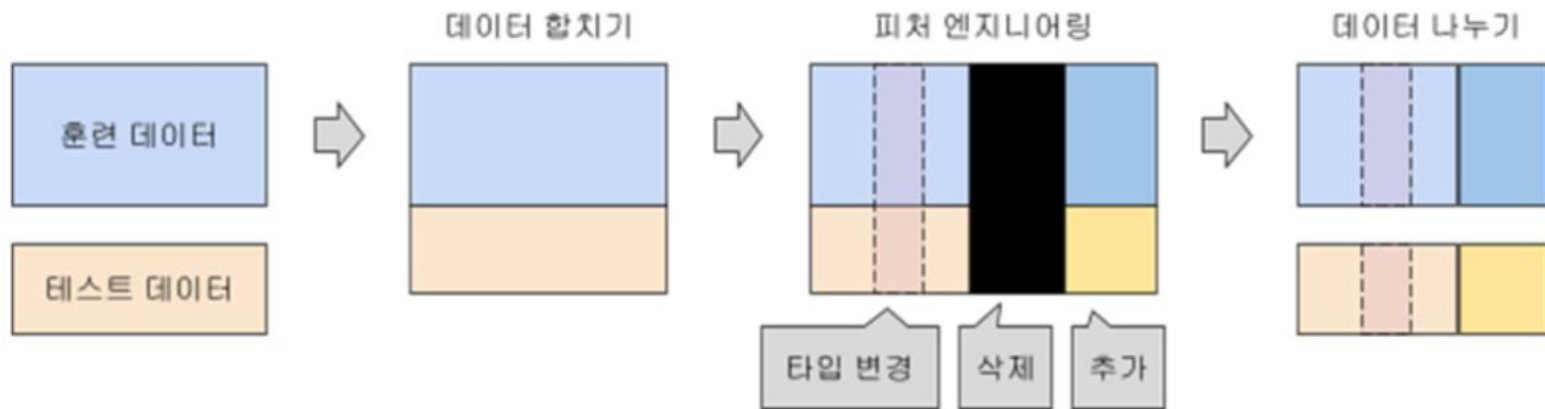 데이터 합치기
피처 엔지니어링
데이터 나누기
훈련 데이터
테스트 데이터
타입 변경
삭제
추가